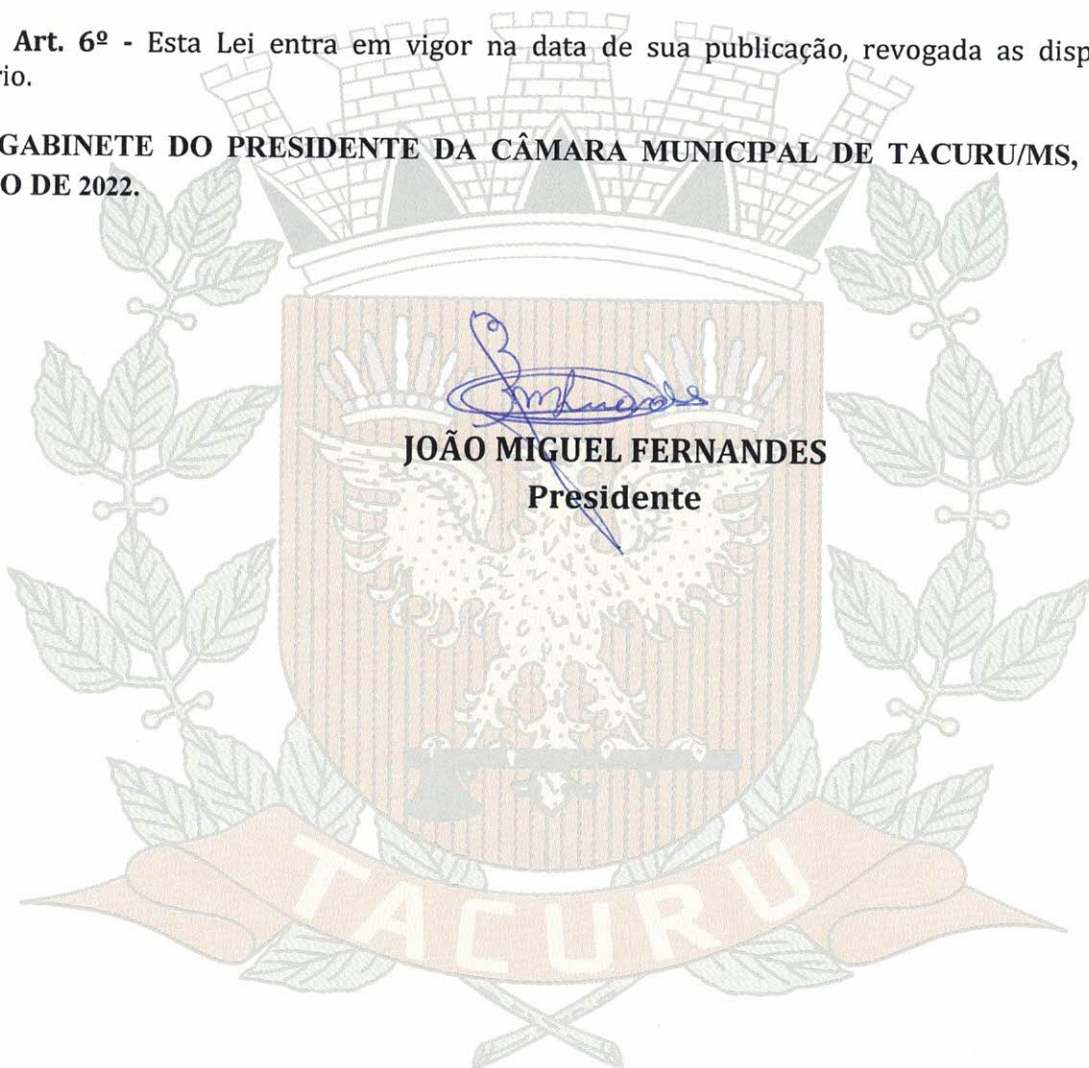 Art. 6º - Esta Lei entra em vigor na data de sua publicação, revogada as disp
rio.
GABINETE DO PRESIDENTE DA CÂMARA MUNICIPAL DE TACURU/MS,
O DE 2022.
JOÃO MIGUEL FERNANDES
Presidente
TACURU